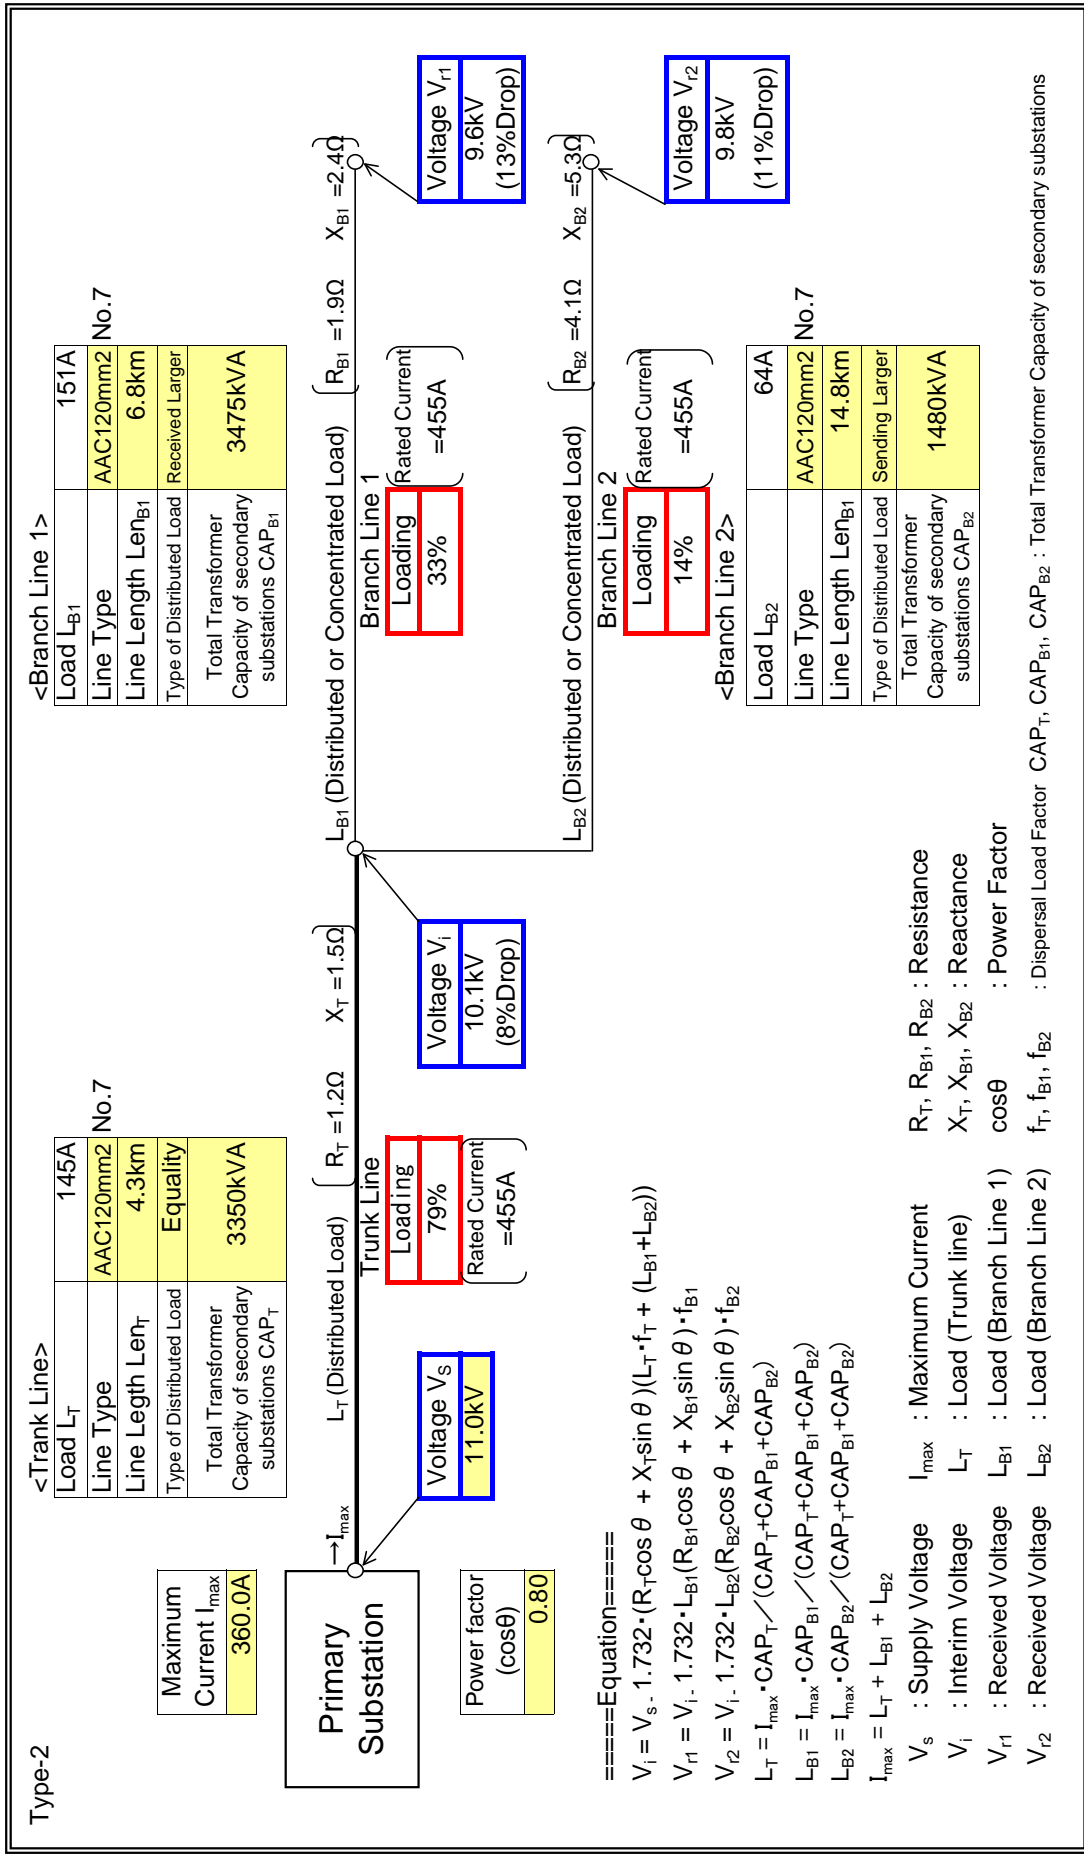 Type-2
Maximum
Current Imax
360.0A
<Trank Line>
Load LT 145A
Line Type AAC120mm2 No.7
Line Legth LenT 4.3km
Type of Distributed Load Equality
Total Transformer
Capacity of secondary
substations CAPT
3350kVA
<Branch Line 1>
Load LB1 151A
Line Type AAC120mm2 No.7
Line Length LenB1 6.8km
Type of Distributed Load Received Larger
Total Transformer
Capacity of secondary
substations CAPB1
3475kVA
Primary
Substation
→Imax
LT (Distributed Load)
RT =1.2Ω XT =1.5Ω
LB1 (Distributed or Concentrated Load)
RB1 =1.9Ω XB1 =2.4Ω
Trunk Line
Loading
79%
Rated Current
=455A
Branch Line 1
Loading
33%
Rated Current
=455A
Voltage VS
11.0kV
Voltage Vi
10.1kV
(8%Drop)
Voltage Vr1
9.6kV
(13%Drop)
Power factor
(cosθ)
0.80
LB2 (Distributed or Concentrated Load)
RB2 =4.1Ω XB2 =5.3Ω
Branch Line 2
Loading
14%
Rated Current
=455A
Voltage Vr2
9.8kV
(11%Drop)
<Branch Line 2>
Load LB2 64A
Line Type AAC120mm2 No.7
Line Length LenB1 14.8km
Type of Distributed Load Sending Larger
Total Transformer
Capacity of secondary
substations CAPB2
1480kVA
=====Equation=====
Vi = Vs - 1.732・(RTcosθ + XTsinθ)(LT・fT + (LB1+LB2))
Vr1 = Vi - 1.732・LB1(RB1cosθ + XB1sinθ)・fB1
Vr2 = Vi - 1.732・LB2(RB2cosθ + XB2sinθ)・fB2
LT = Imax・CAPT／(CAPT+CAPB1+CAPB2)
LB1 = Imax・CAPB1／(CAPT+CAPB1+CAPB2)
LB2 = Imax・CAPB2／(CAPT+CAPB1+CAPB2)
Imax = LT + LB1 + LB2
Vs : Supply Voltage Imax : Maximum Current RT, RB1, RB2 : Resistance
Vi : Interim Voltage LT : Load (Trunk line) XT, XB1, XB2 : Reactance
Vr1 : Received Voltage LB1 : Load (Branch Line 1) cosθ : Power Factor
Vr2 : Received Voltage LB2 : Load (Branch Line 2) fT, fB1, fB2 : Dispersal Load Factor CAPT, CAPB1, CAPB2 : Total Transformer Capacity of secondary substations